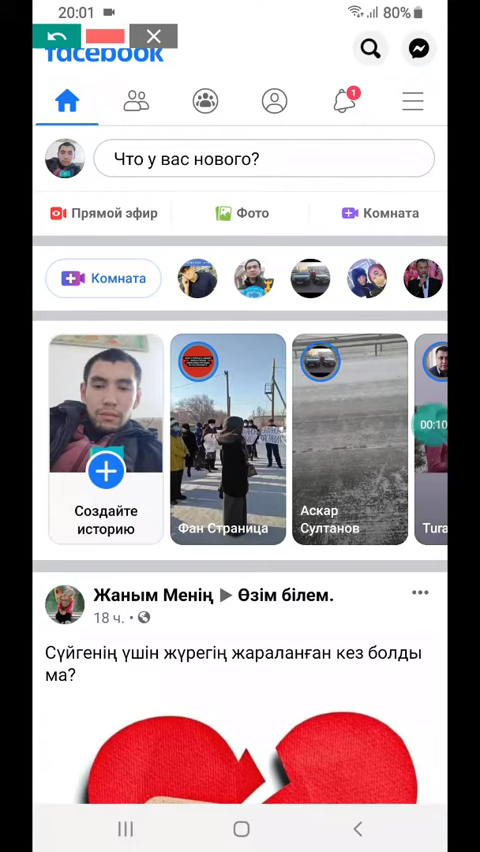 20:01
80%
facebook
1
Что у вас нового?
Прямой эфир
Фото
Комната
Комната
00:10
Создайте
историю
Фан Страница
Аскар
Султанов
Tura
Жаным Менің ▶ Өзім білем.
18 ч. •
Сүйгенің үшін жүрегің жараланған кез болды
ма?